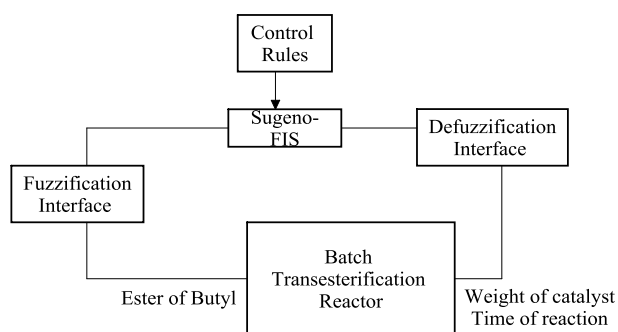 Control
Rules
Sugeno-
FIS
Defuzzification
Interface
Fuzzification
Interface
Batch
Transesterification
Reactor
Ester of Butyl
Weight of catalyst
Time of reaction